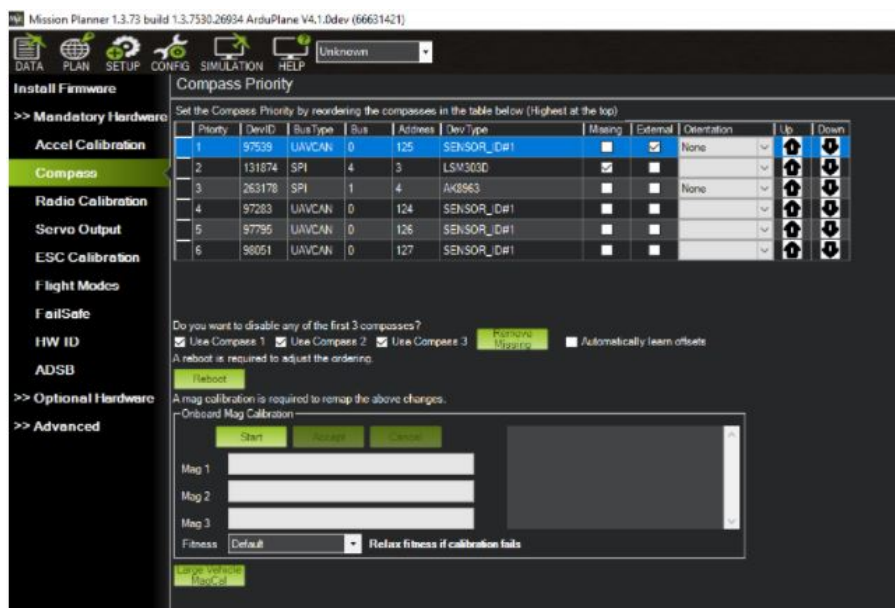 Mission Planner 1.3.73 build 1.3.7530.26934 ArduPlane V4.1.0dev (66631421)
DATA PLAN SETUP CONFIG SIMULATION HELP Unknown
Install Firmware
>> Mandatory Hardware
Accel Calibration
Compass
Radio Calibration
Servo Output
ESC Calibration
Flight Modes
FailSafe
HW ID
ADSB
>> Optional Hardware
>> Advanced
Compass Priority
Set the Compass Priority by reordering the compasses in the table below (Highest at the top)
Priority DevID BusType Bus Address DevType Missing External Orientation Up Down
1 97539 UAVCAN 0 125 SENSOR_ID#1 None
2 131874 SPI 4 3 LSM303D
3 263178 SPI 1 4 AK8963 None
4 97283 UAVCAN 0 124 SENSOR_ID#1
5 97795 UAVCAN 0 126 SENSOR_ID#1
6 98051 UAVCAN 0 127 SENSOR_ID#1
Do you want to disable any of the first 3 compasses?
Use Compass 1 Use Compass 2 Use Compass 3 Remove Missing Automatically learn offsets
A reboot is required to adjust the ordering.
Reboot
A mag calibration is required to remap the above changes.
Onboard Mag Calibration
Start Accept Cancel
Mag 1
Mag 2
Mag 3
Fitness Default Relax fitness if calibration fails
Large Vehicle
MagCal